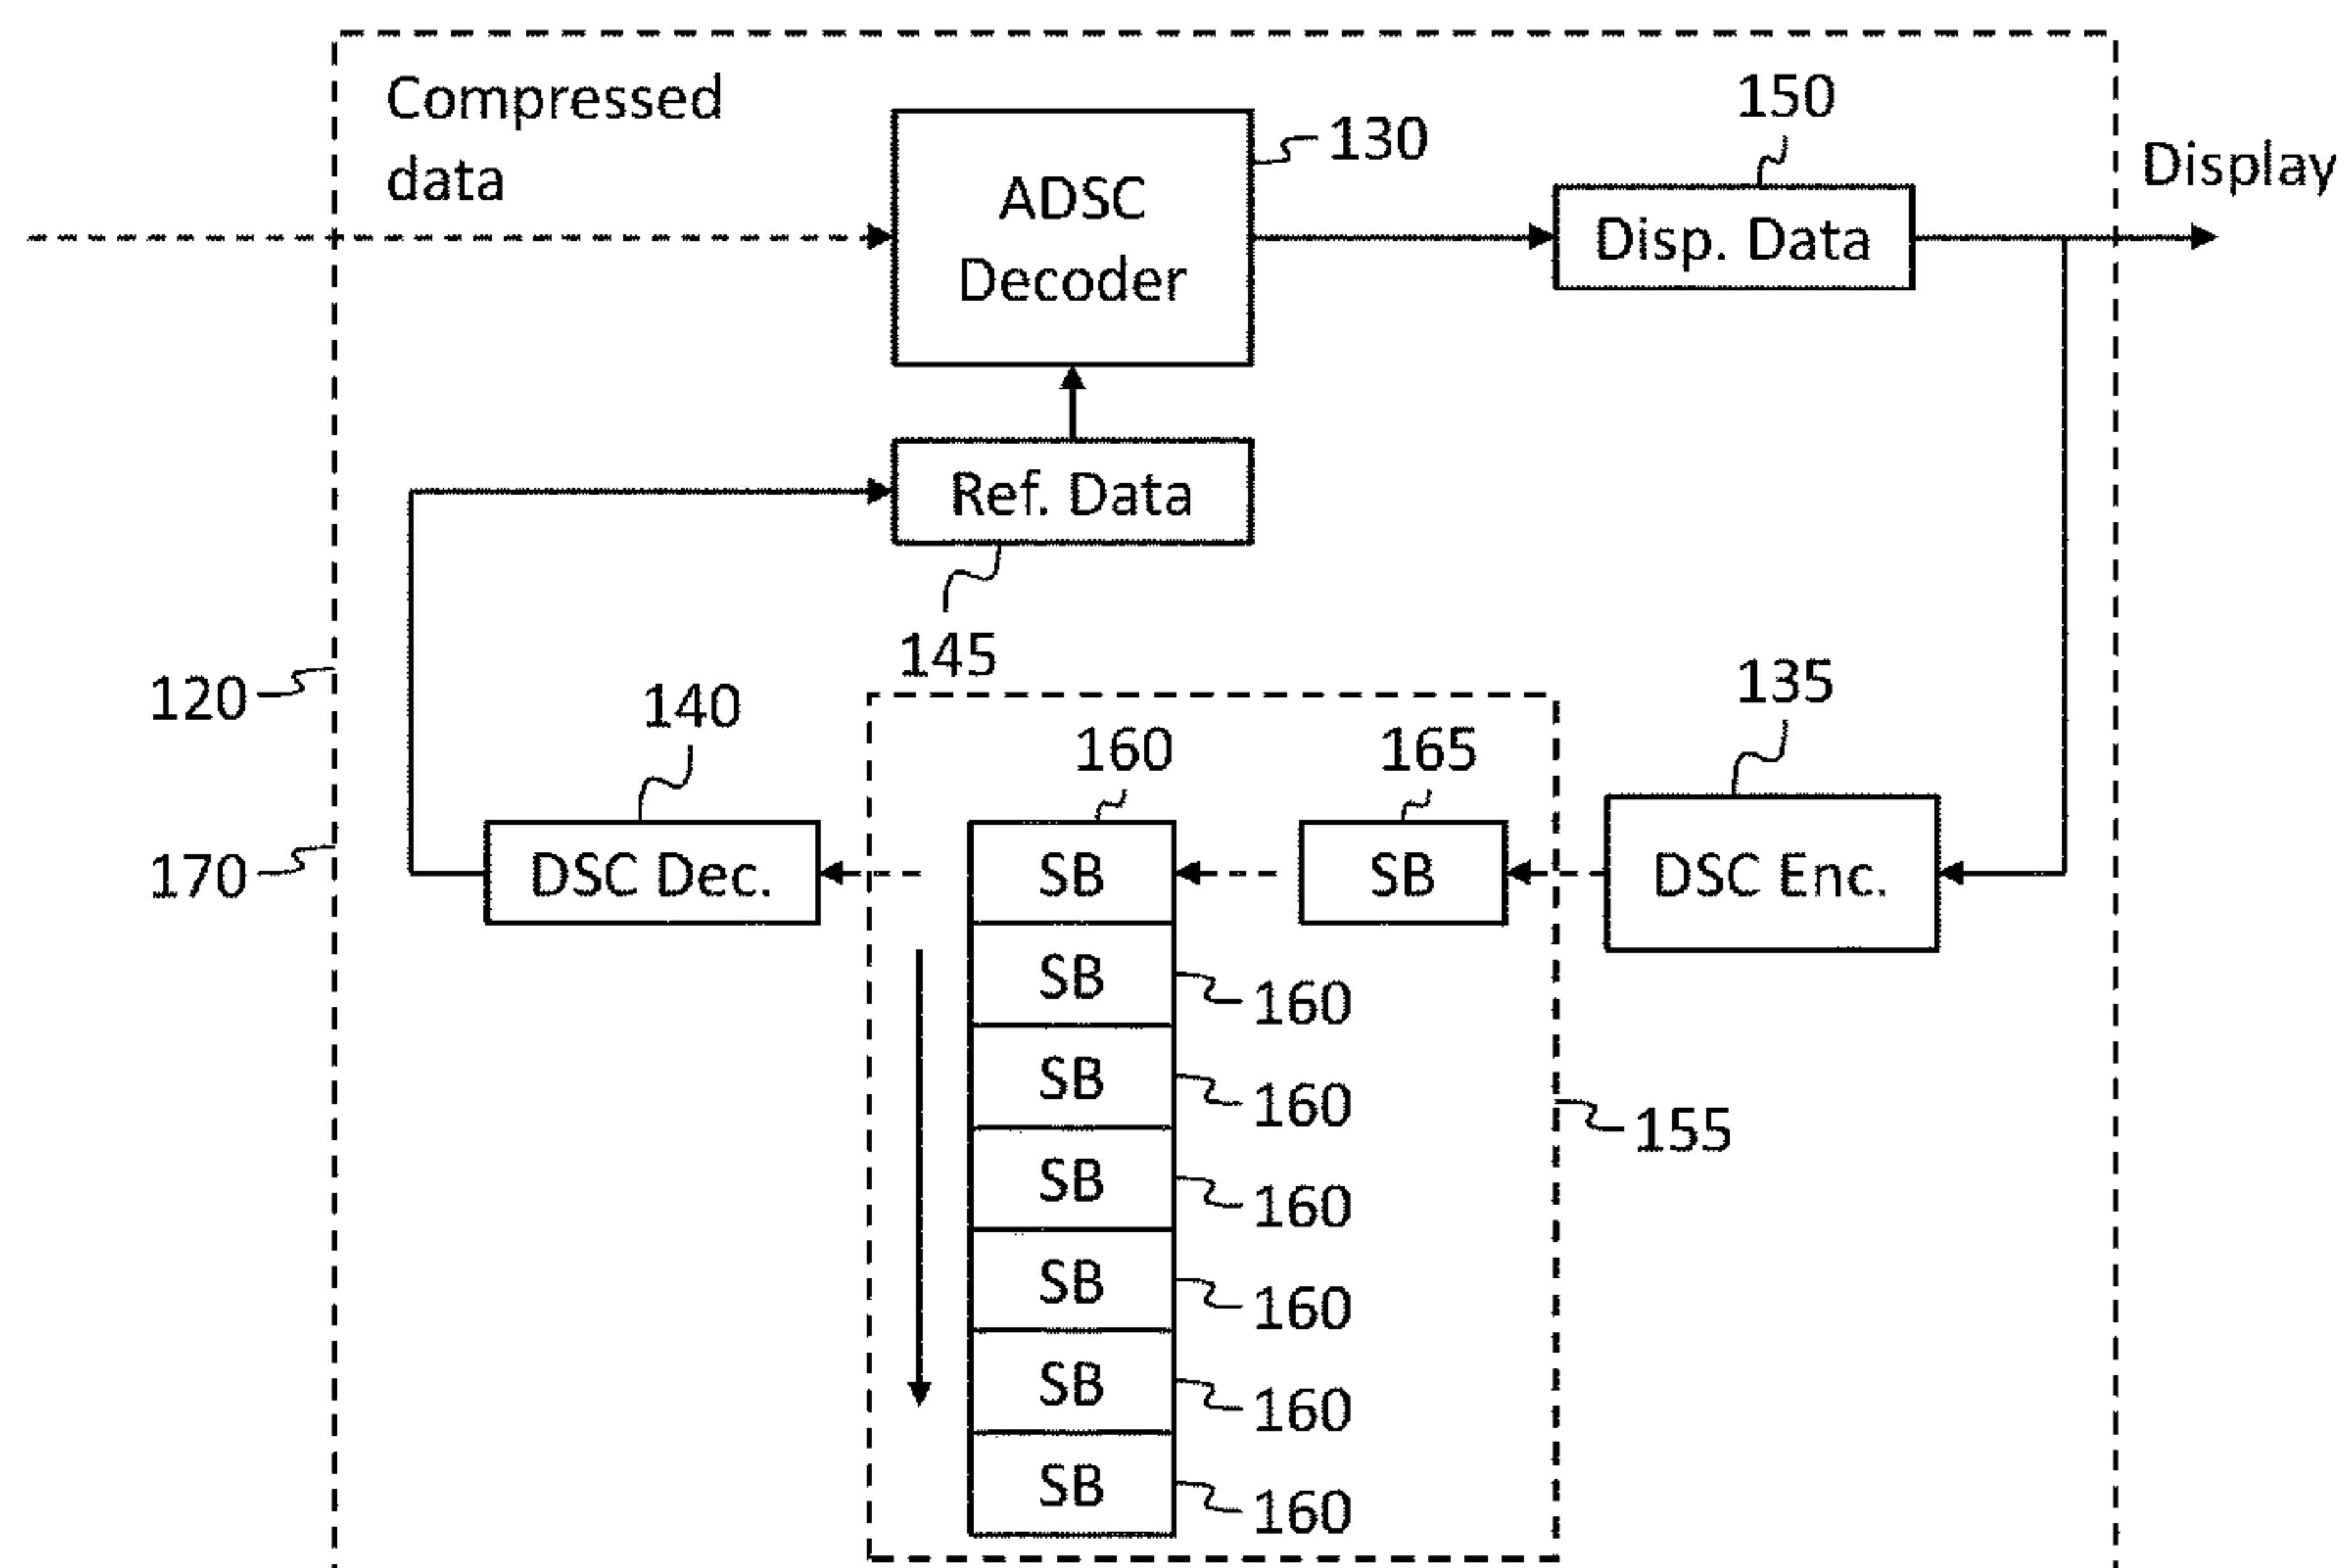 Compressed
data
ADSC
Decoder
130
150
Disp. Data
Display
Ref. Data
145
120
170
140
DSC Dec.
160
165
135
SB
SB
DSC Enc.
SB
160
SB
160
SB
160
SB
160
SB
160
SB
160
155